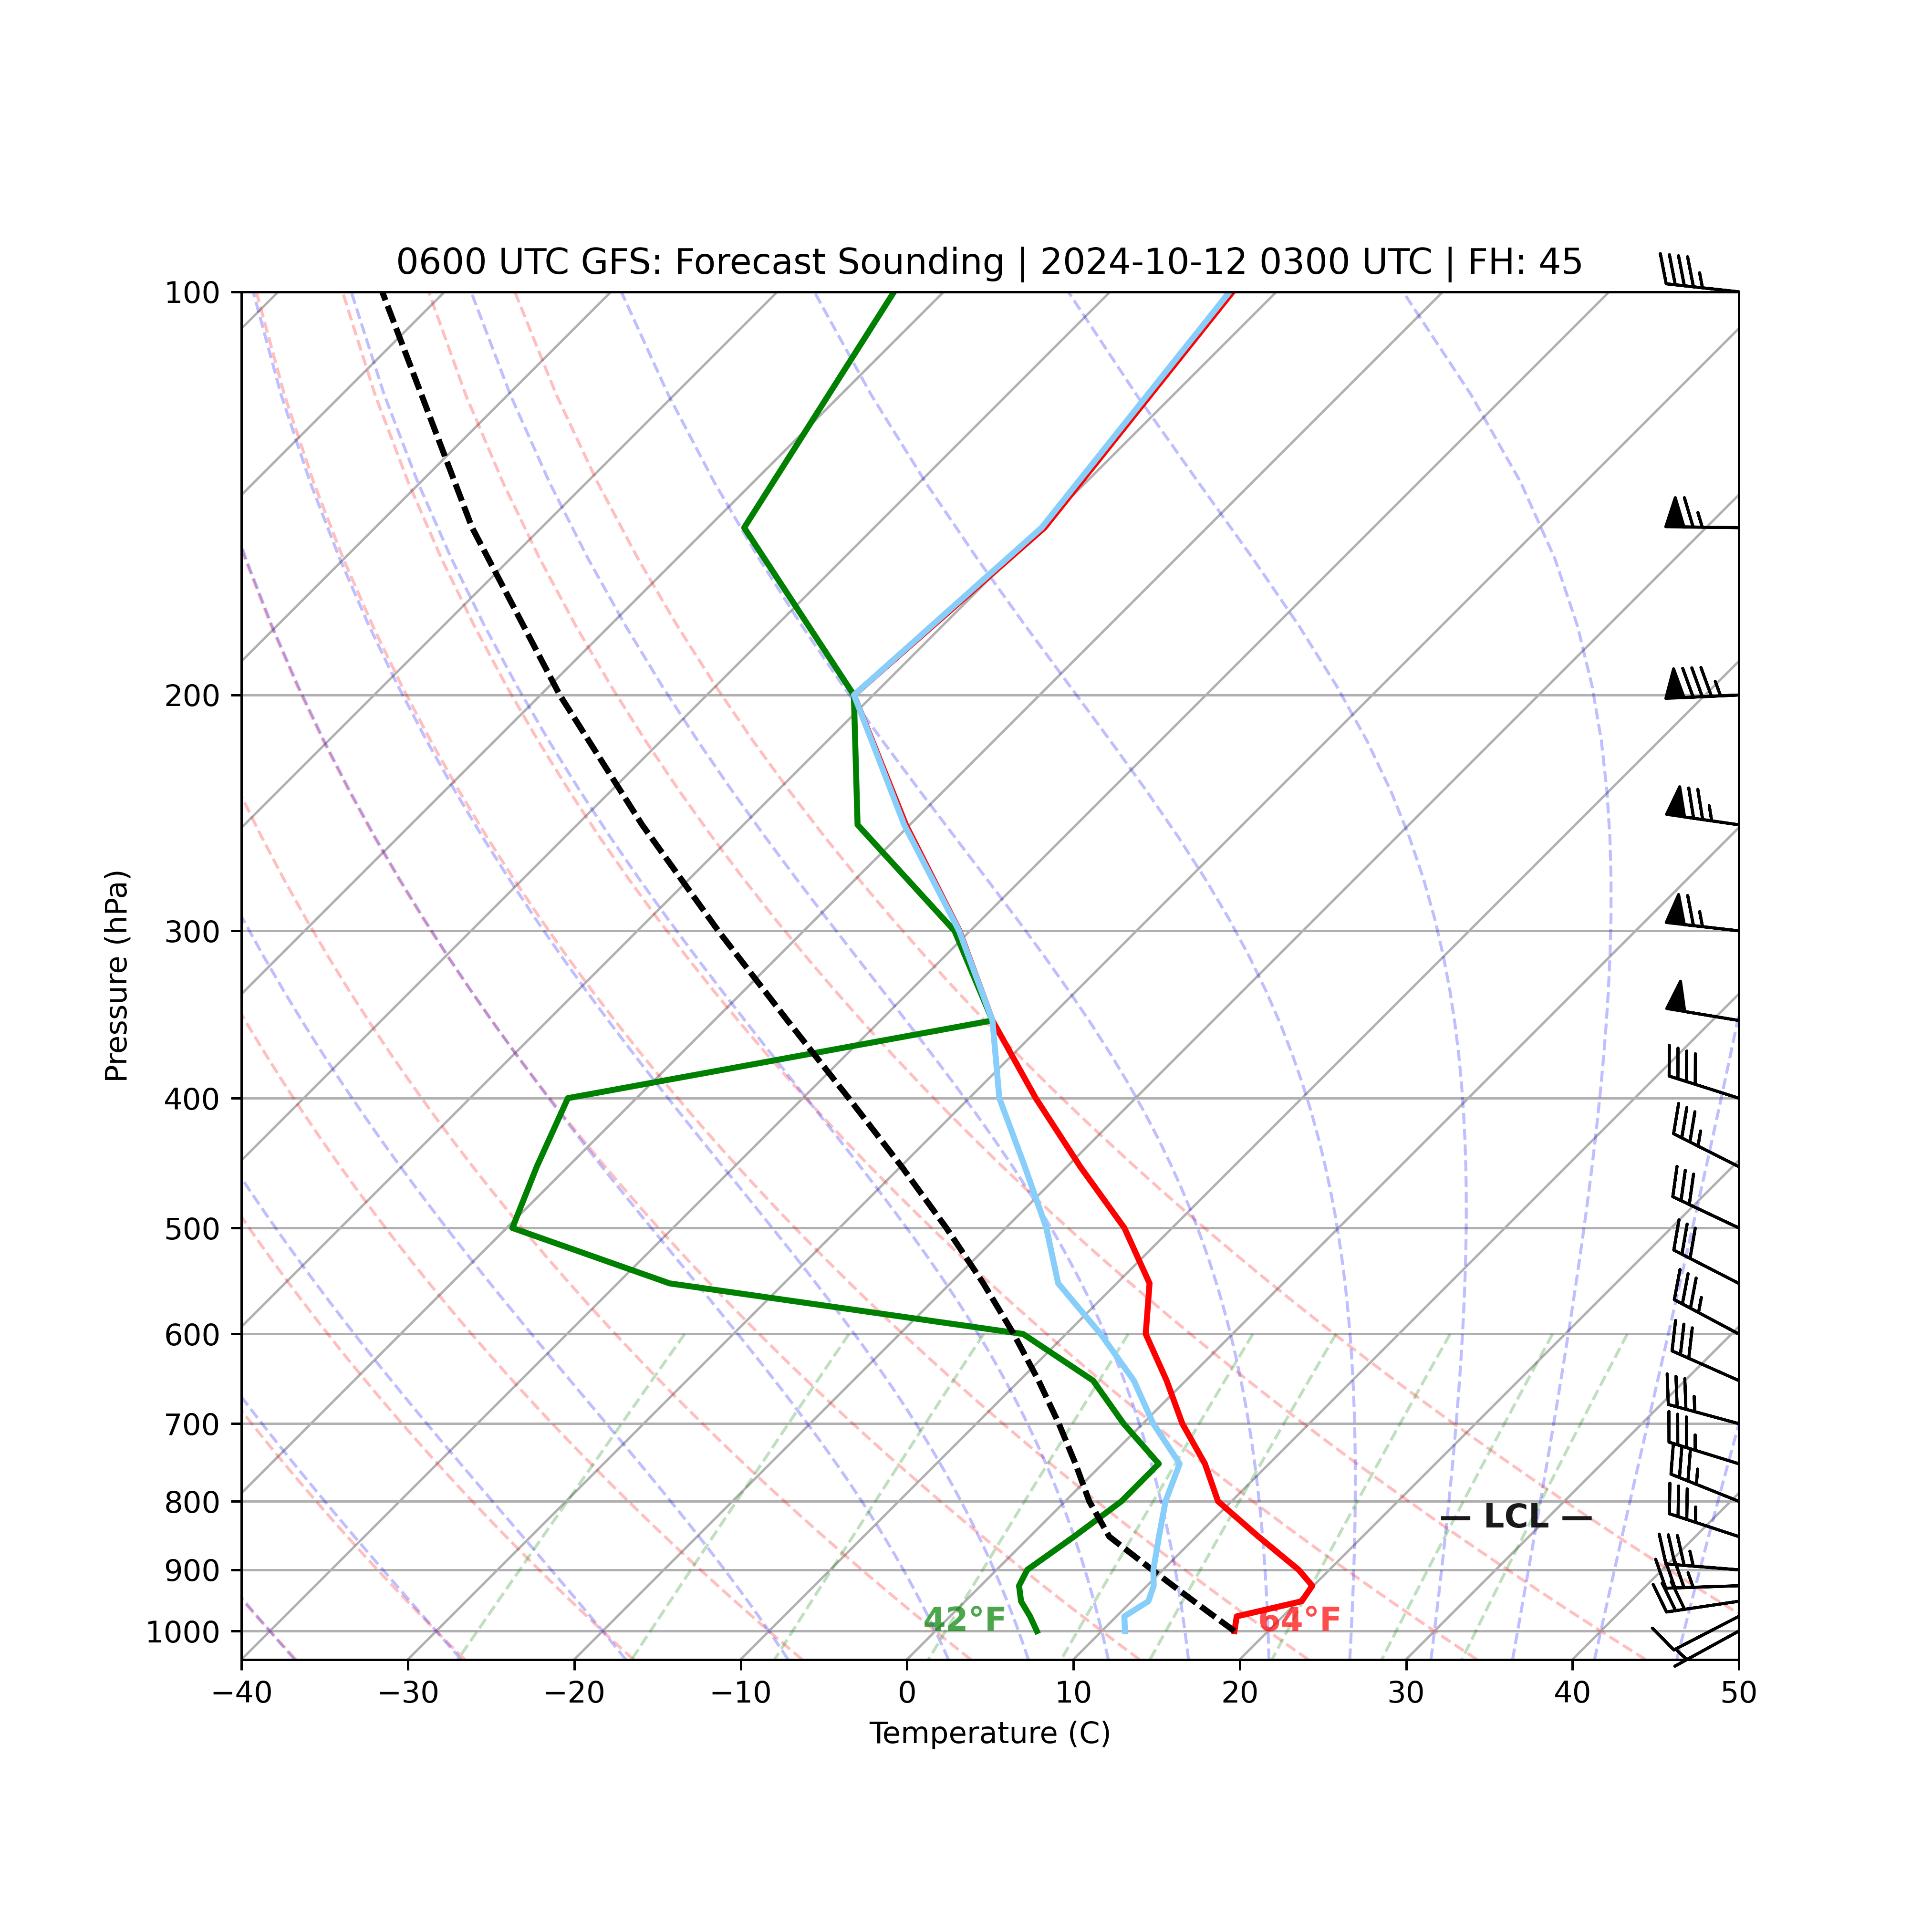 0600 UTC GFS: Forecast Sounding | 2024-10-12 0300 UTC | FH: 45
100
200
300
400
500
600
700
800
900
1000
Pressure (hPa)
— LCL —
42°F
64°F
−40 −30 −20 −10 0 10 20 30 40 50
Temperature (C)